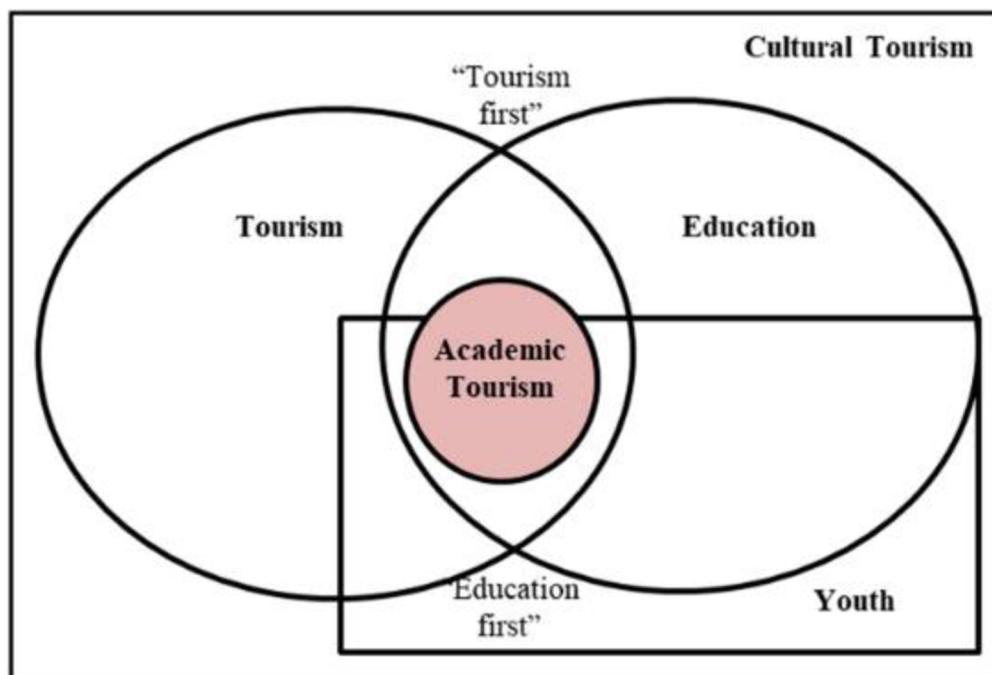 Cultural Tourism
“Tourism
first”
Tourism
Education
Academic
Tourism
Education
first”
Youth